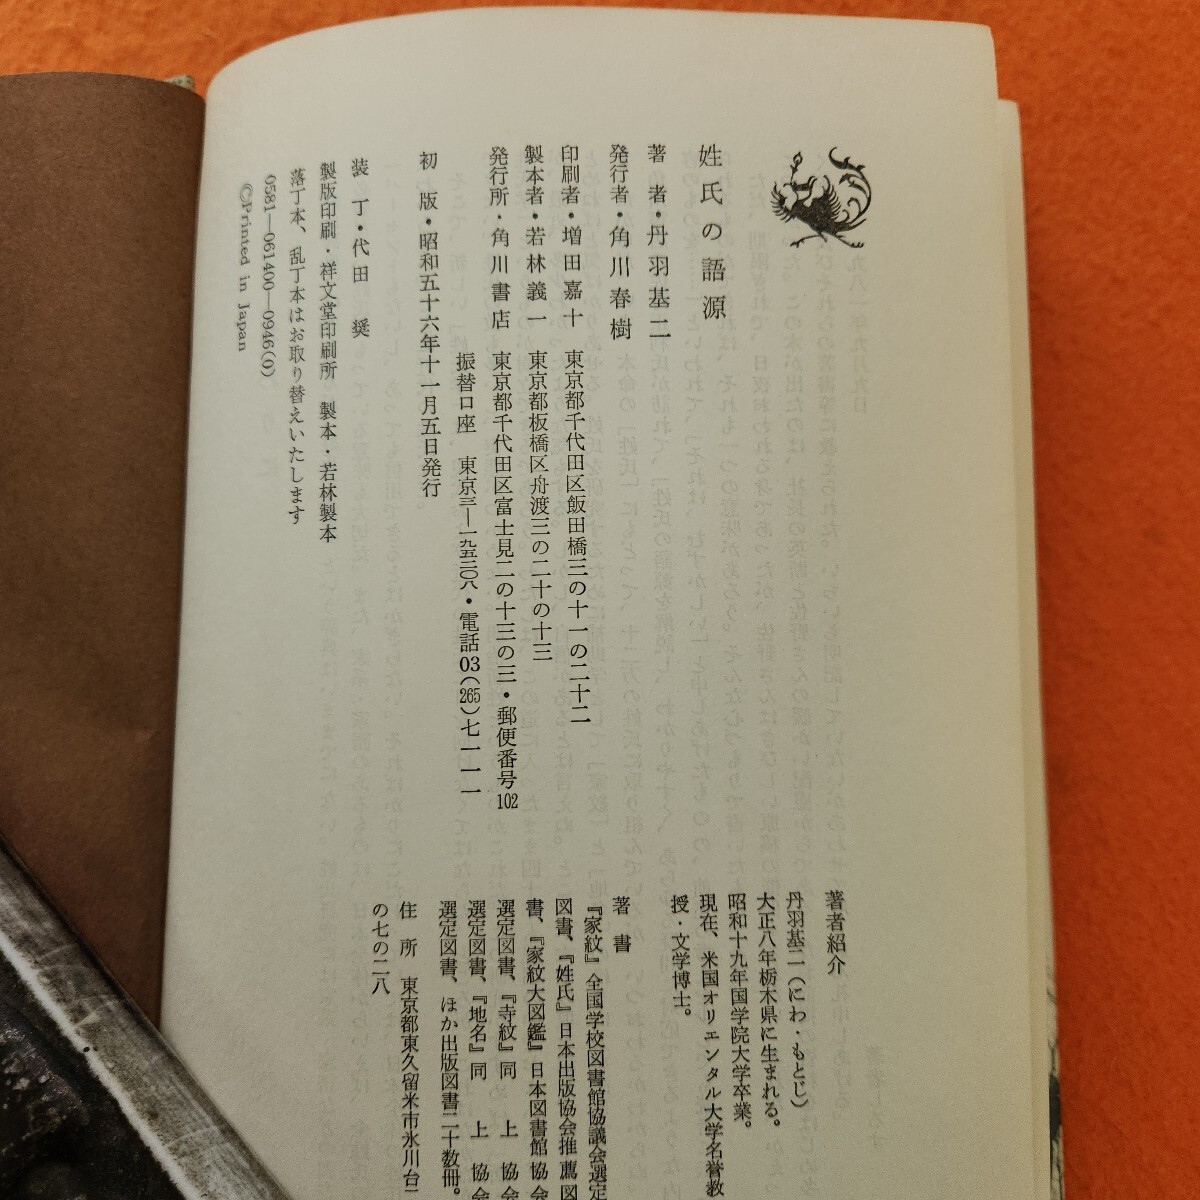 姓氏の語源
著者・丹羽基二
発行者・角川春樹
印刷者・増田嘉十 東京都千代田区飯田橋三の十一の二十二
製本者・若林義一 東京都板橋区舟渡三の二十の十三
発行所・角川書店 東京都千代田区富士見二の十三の三・郵便番号102
振替口座 東京三―一九五二〇八・電話03(265)七一一一
初版・昭和五十六年十一月五日発行
装丁・代田 奨
製版印刷・祥文堂印刷所 製本・若林製本
落丁本、乱丁本はお取り替えいたします
0581―061400―0946(0)
©Printed in Japan
著者紹介
丹羽基二(にわ・もとじ)
大正八年栃木県に生まれる。
昭和十九年国学院大学卒業。
現在、米国オリエンタル大学名誉教
授・文学博士。
著書
『家紋』全国学校図書館協議会選定
図書、『姓氏』日本出版協会推薦図
書、『家紋大図鑑』日本図書館協会
選定図書、『寺紋』同 上 協会
選定図書、『地名』同 上 協会
選定図書、ほか出版図書二十数冊。
住所 東京都東久留米市氷川台二
の七の二八